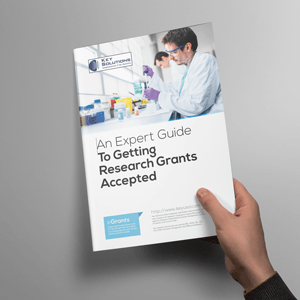 KEY
SOLUTIONS
An Expert Guide
To Getting
Research Grants
Accepted
eGrants